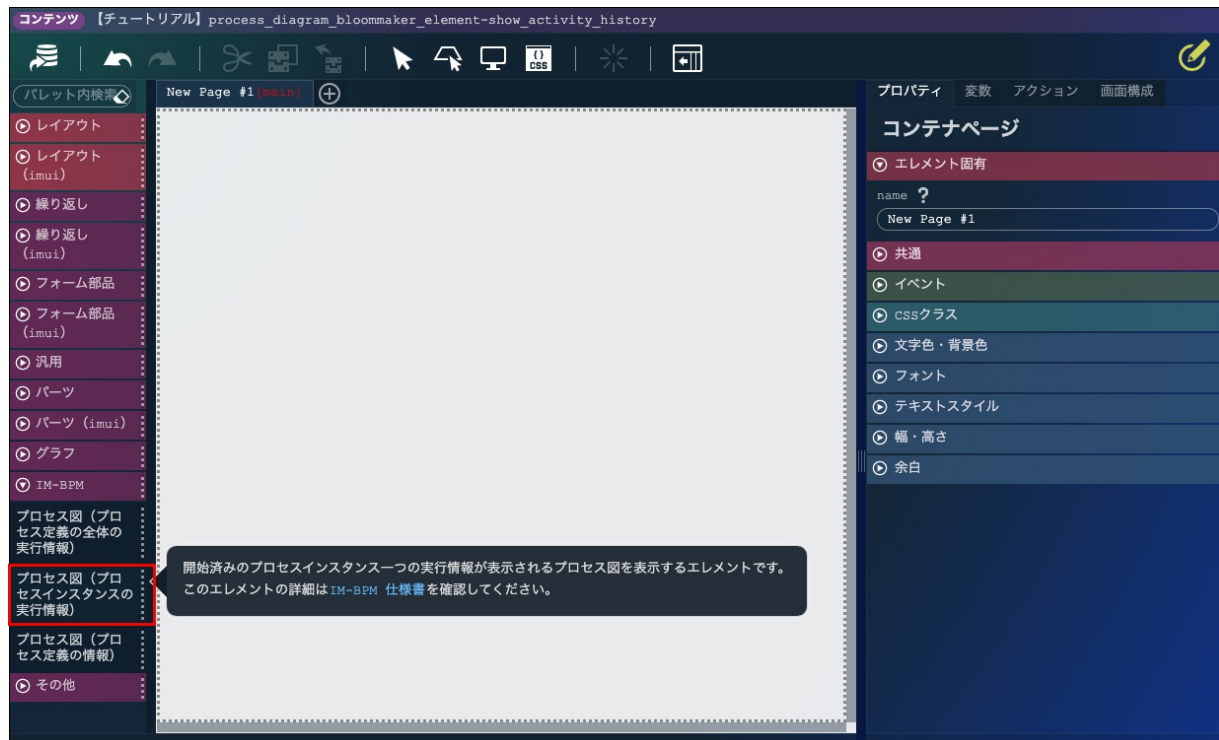 コンテンツ 【チュートリアル】process_diagram_bloommaker_element-show_activity_history
{}
CSS
パレット内検索
New Page #1[main]
プロパティ 変数 アクション 画面構成
レイアウト
レイアウト
(imui)
繰り返し
繰り返し
(imui)
フォーム部品
フォーム部品
(imui)
汎用
パーツ
パーツ (imui)
グラフ
IM-BPM
プロセス図（プロ
セス定義の全体の
実行情報）
プロセス図（プロ
セスインスタンスの
実行情報）
プロセス図（プロ
セス定義の情報）
その他
開始済みのプロセスインスタンス一つの実行情報が表示されるプロセス図を表示するエレメントです。
このエレメントの詳細はIM-BPM 仕様書を確認してください。
コンテナページ
エレメント固有
name ?
New Page #1
共通
イベント
CSSクラス
文字色・背景色
フォント
テキストスタイル
幅・高さ
余白